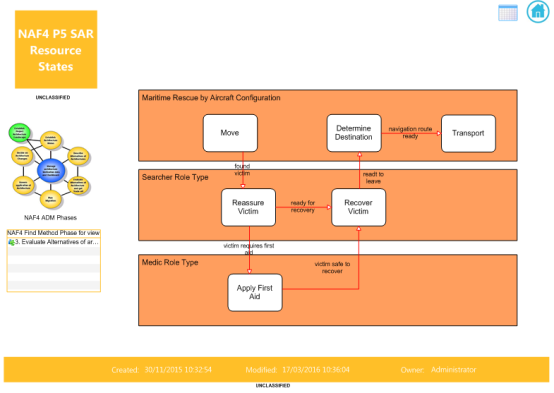 NAF4 P5 SAR
Resource
States
UNCLASSIFIED
NAF4 ADM Phases
NAF4 Find Method Phase for view
3. Evaluate Alternatives of ar...
Maritime Rescue by Aircraft Configuration
Move
Determine
Destination
navigation route
ready
Transport
found
victim
readt to
leave
Searcher Role Type
Reassure
Victim
ready for
recovery
Recover
Victim
victim requires first
aid
victim safe to
recover
Medic Role Type
Apply First
Aid
Created: 30/11/2015 10:32:54
Modified: 17/03/2016 10:36:04
Owner: Administrator
UNCLASSIFIED